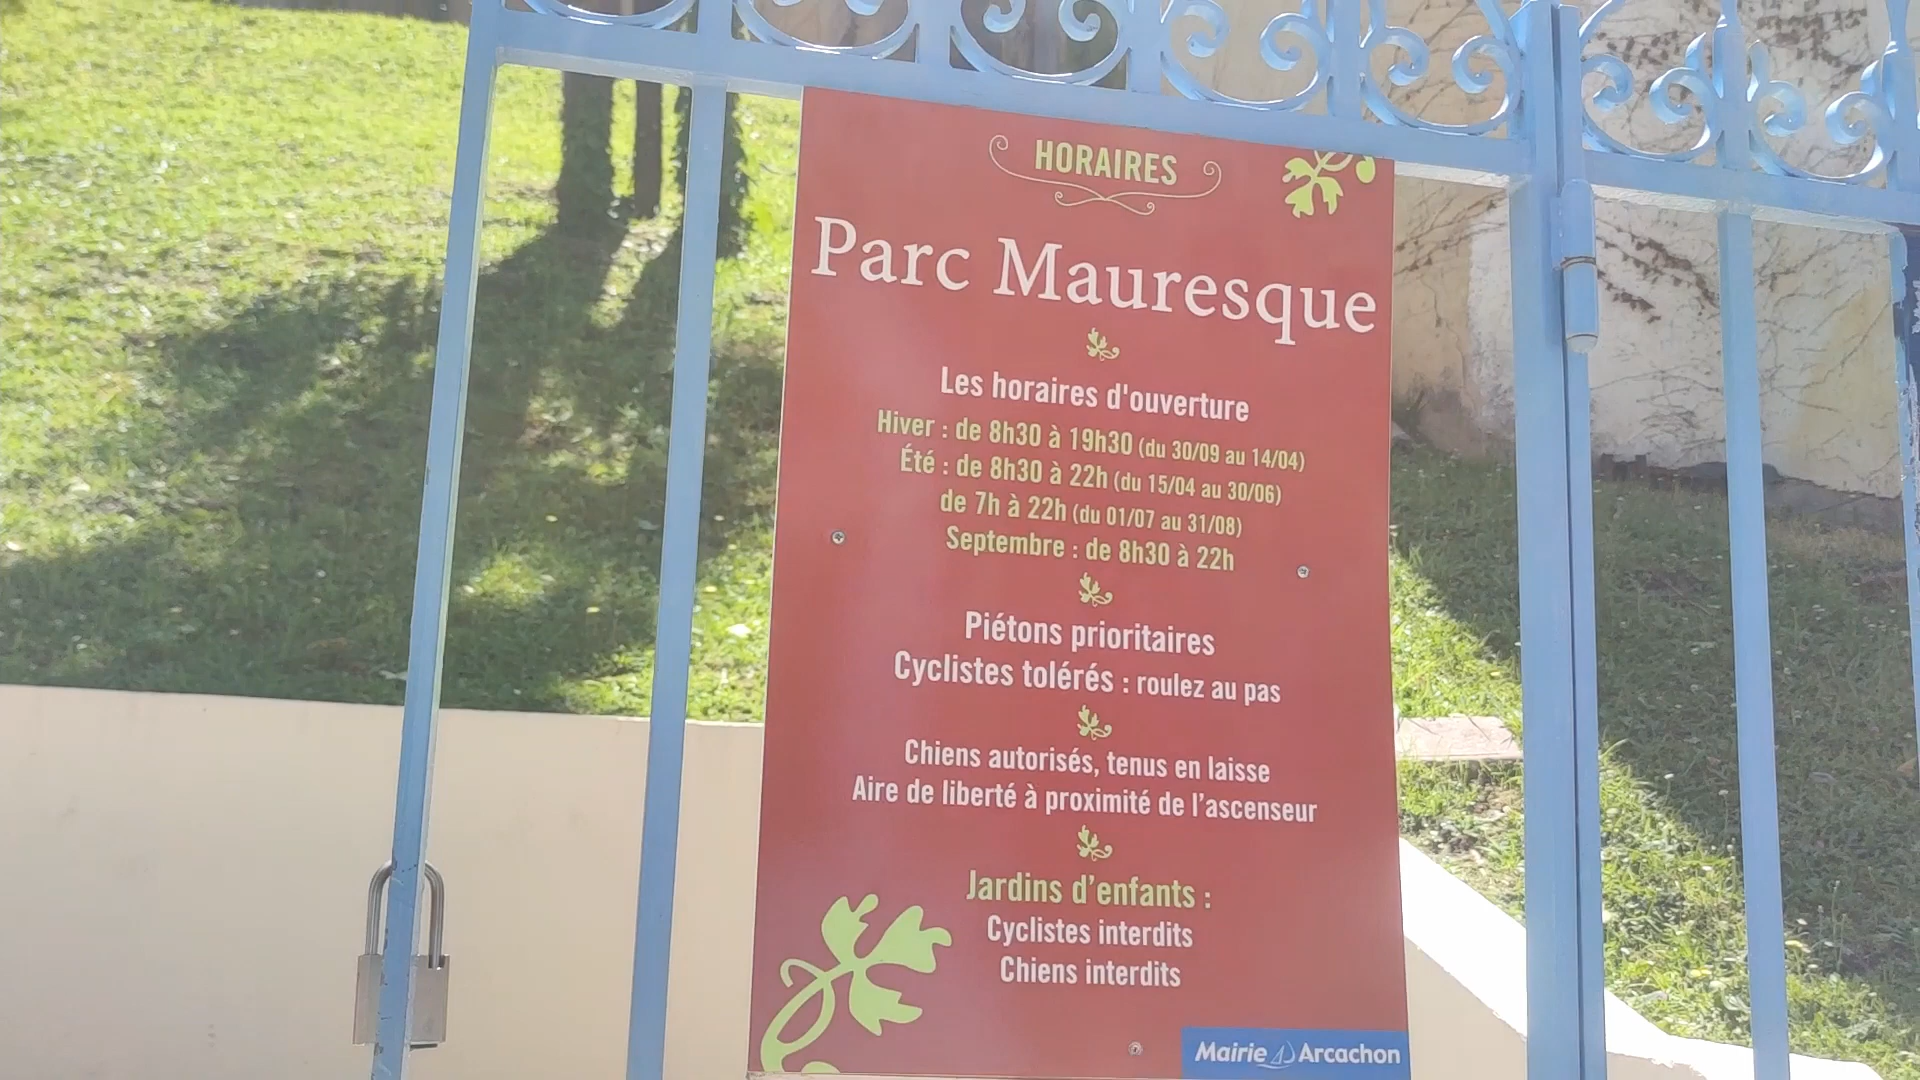 HORAIRES
Parc Mauresque
Les horaires d'ouverture
Hiver : de 8h30 à 19h30 (du 30/09 au 14/04)
Été : de 8h30 à 22h (du 15/04 au 30/06)
de 7h à 22h (du 01/07 au 31/08)
Septembre : de 8h30 à 22h
Piétons prioritaires
Cyclistes tolérés : roulez au pas
Chiens autorisés, tenus en laisse
Aire de liberté à proximité de l'ascenseur
Jardins d'enfants :
Cyclistes interdits
Chiens interdits
Mairie Arcachon